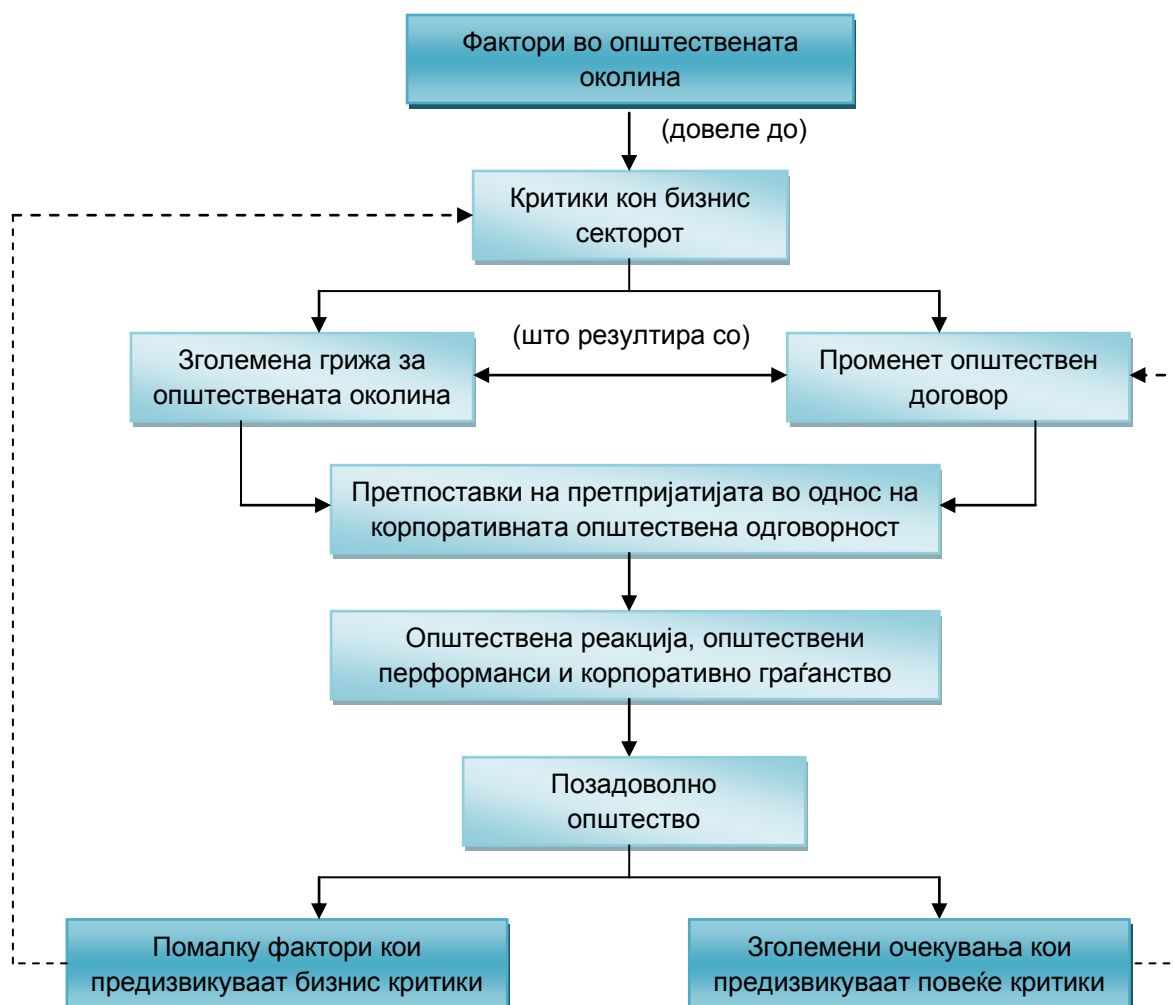 Фактори во општествената
околина
(довеле до)
Критики кон бизнис
секторот
(што резултира со)
Зголемена грижа за
општествената околина
Променет општествен
договор
Претпоставки на претпријатијата во однос на
корпоративната општествена одговорност
Општествена реакција, општествени
перформанси и корпоративно граѓанство
Позадоволно
општество
Помалку фактори кои
предизвикуваат бизнис критики
Зголемени очекувања кои
предизвикуваат повеќе критики